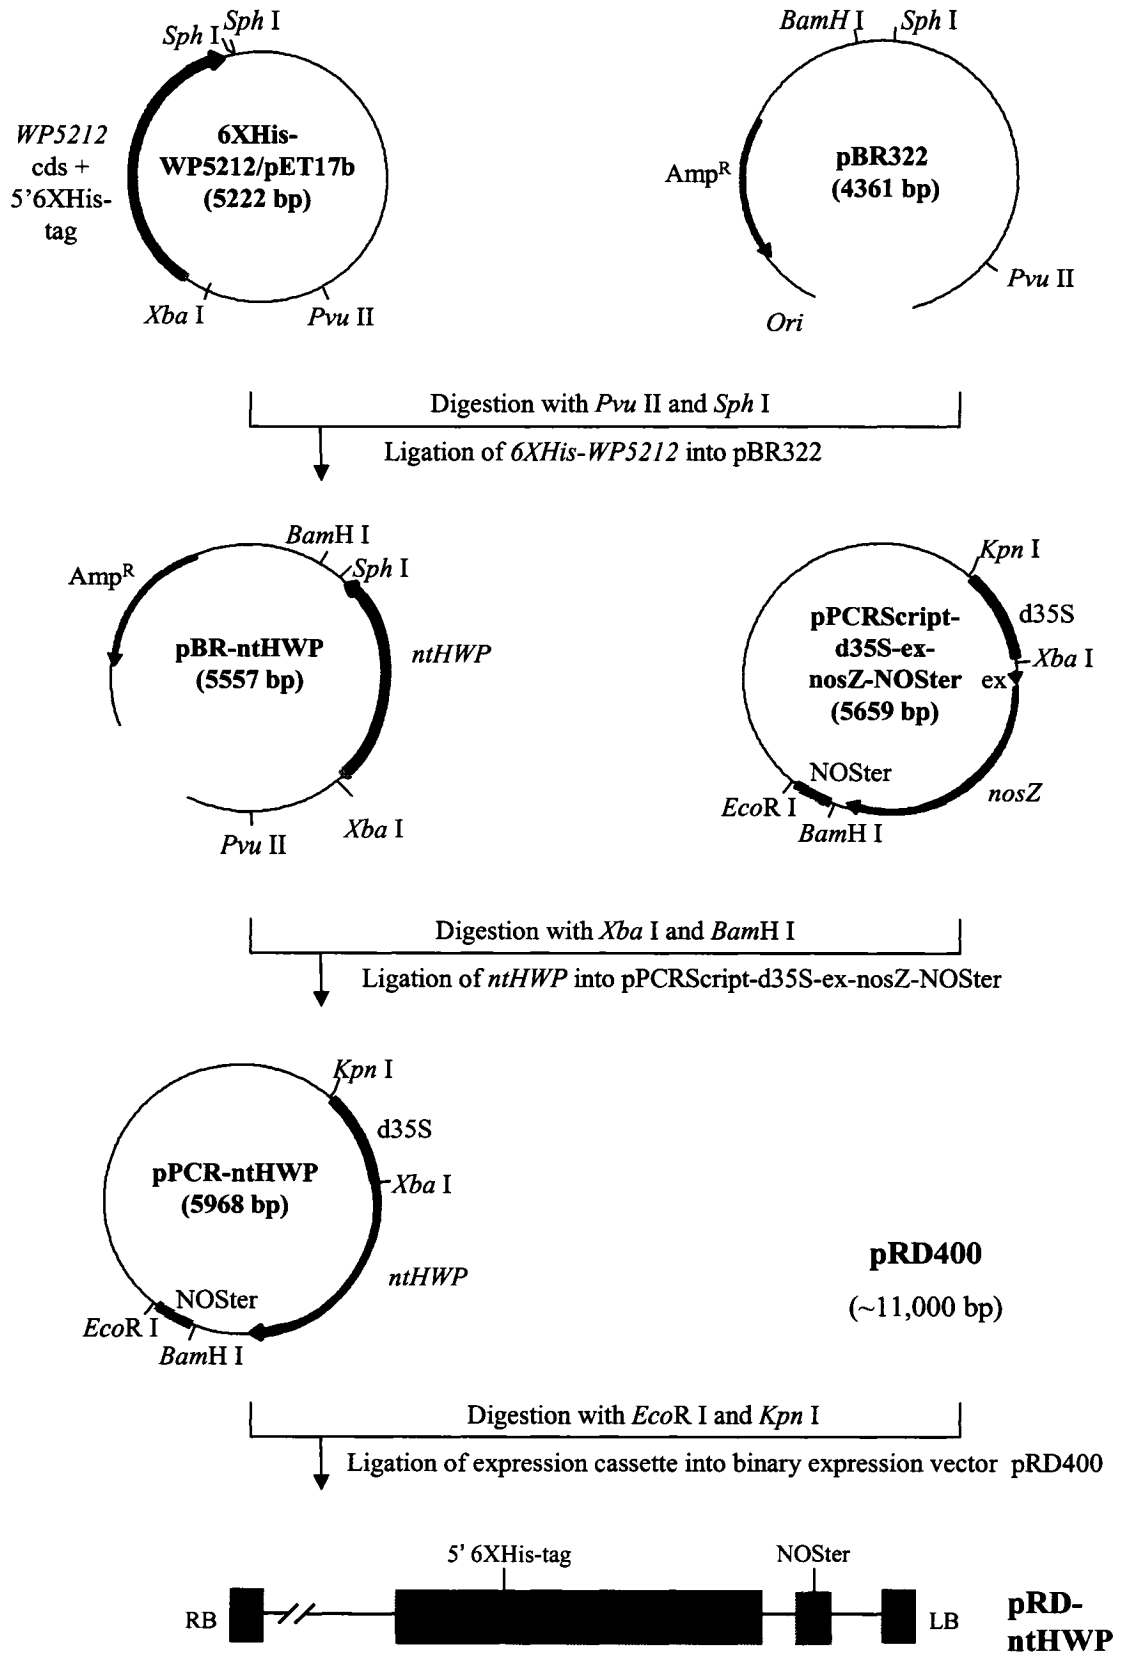 Sph I
Sph I
WP5212
cds +
5'6XHis-
tag
6XHis-
WP5212/pET17b
(5222 bp)
Xba I
Pvu II
BamH I
Sph I
Amp^R
pBR322
(4361 bp)
Pvu II
Ori
Digestion with Pvu II and Sph I
Ligation of 6XHis-WP5212 into pBR322
BamH I
Sph I
Amp^R
pBR-ntHWP
(5557 bp)
ntHWP
Xba I
Pvu II
Kpn I
d35S
pPCRScript-
d35S-ex-
nosZ-NOSter
(5659 bp)
Xba I
ex
NOSter
nosZ
EcoR I
BamH I
Digestion with Xba I and BamH I
Ligation of ntHWP into pPCRScript-d35S-ex-nosZ-NOSter
Kpn I
d35S
pPCR-ntHWP
(5968 bp)
Xba I
ntHWP
NOSter
EcoR I
BamH I
pRD400
(~11,000 bp)
Digestion with EcoR I and Kpn I
Ligation of expression cassette into binary expression vector pRD400
5' 6XHis-tag
NOSter
RB
LB
pRD-
ntHWP